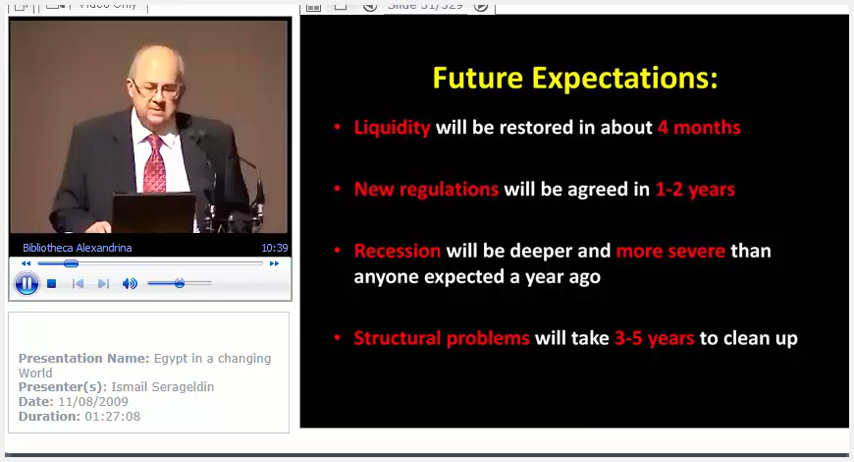 Video Only
Slide 51/329
Future Expectations:
• Liquidity will be restored in about 4 months
• New regulations will be agreed in 1-2 years
• Recession will be deeper and more severe than
anyone expected a year ago
• Structural problems will take 3-5 years to clean up
Bibliotheca Alexandrina 10:39
Presentation Name: Egypt in a changing
World
Presenter(s): Ismail Serageldin
Date: 11/08/2009
Duration: 01:27:08